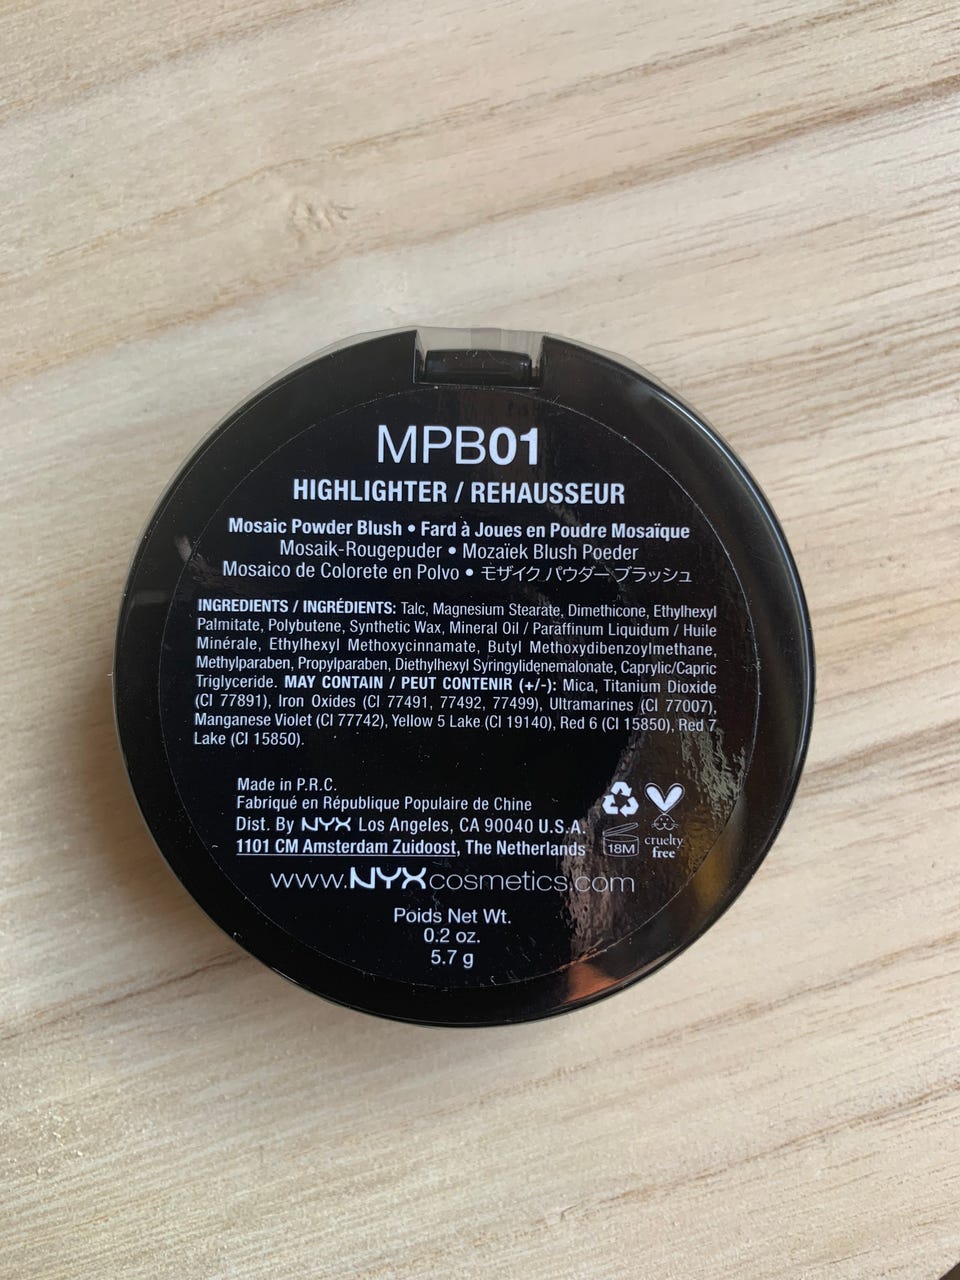 MPB01
HIGHLIGHTER / REHAUSSEUR
Mosaic Powder Blush • Fard à Joues en Poudre Mosaïque
Mosaik-Rougepuder • Mozaïek Blush Poeder
Mosaico de Colorete en Polvo • モザイク パウダー ブラッシュ
INGREDIENTS / INGRÉDIENTS: Talc, Magnesium Stearate, Dimethicone, Ethylhexyl
Palmitate, Polybutene, Synthetic Wax, Mineral Oil / Paraffinum Liquidum / Huile
Minérale, Ethylhexyl Methoxycinnamate, Butyl Methoxydibenzoylmethane,
Methylparaben, Propylparaben, Diethylhexyl Syringylidenemalonate, Caprylic/Capric
Triglyceride. MAY CONTAIN / PEUT CONTENIR (+/-): Mica, Titanium Dioxide
(CI 77891), Iron Oxides (CI 77491, 77492, 77499), Ultramarines (CI 77007),
Manganese Violet (CI 77742), Yellow 5 Lake (CI 19140), Red 6 (CI 15850), Red 7
Lake (CI 15850).
Made in P.R.C.
Fabriqué en République Populaire de Chine
Dist. By NYX Los Angeles, CA 90040 U.S.A.
1101 CM Amsterdam Zuidoost, The Netherlands
18M
cruelty
free
www.NYXcosmetics.com
Poids Net Wt.
0.2 oz.
5.7 g